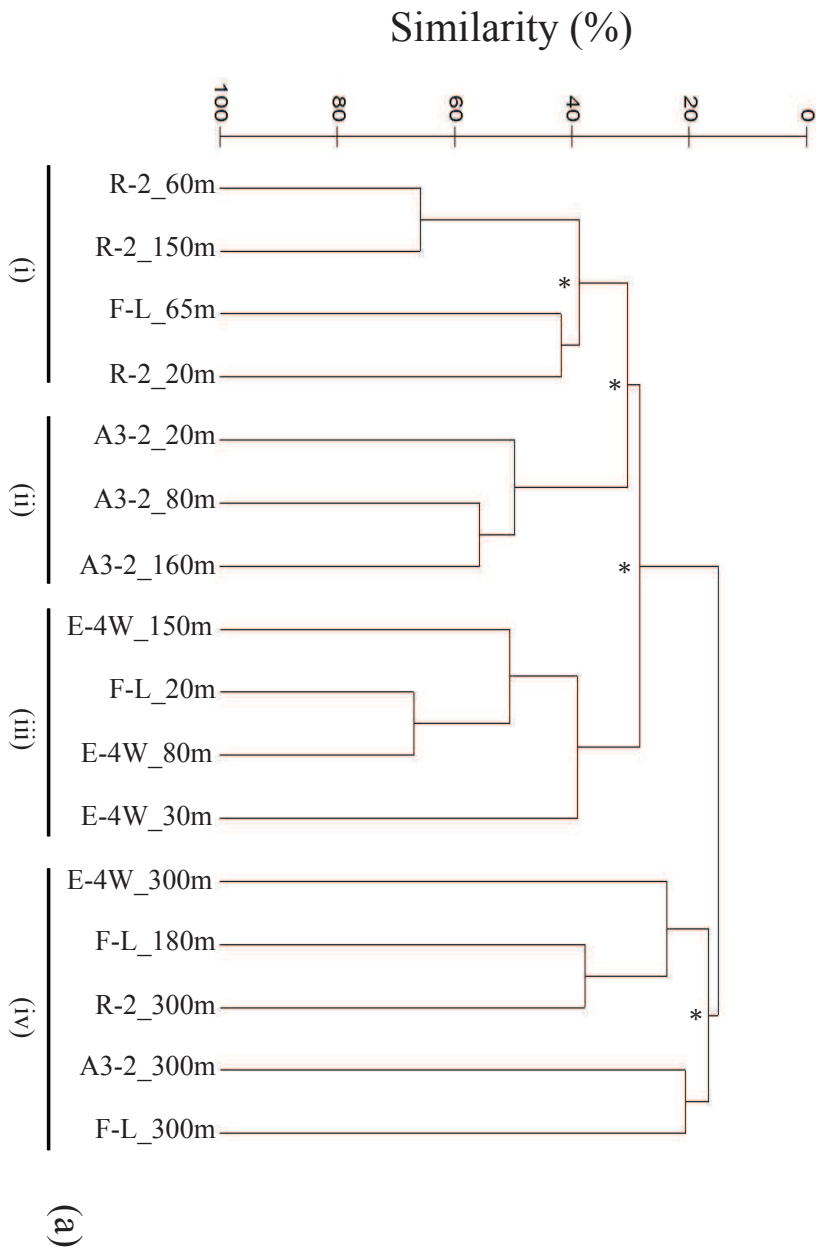 Similarity (%)
100
80
60
40
20
0
R-2_60m
R-2_150m
F-L_65m
R-2_20m
A3-2_20m
A3-2_80m
A3-2_160m
E-4W_150m
F-L_20m
E-4W_80m
E-4W_30m
E-4W_300m
F-L_180m
R-2_300m
A3-2_300m
F-L_300m
*
*
*
*
(i)
(ii)
(iii)
(iv)
(a)